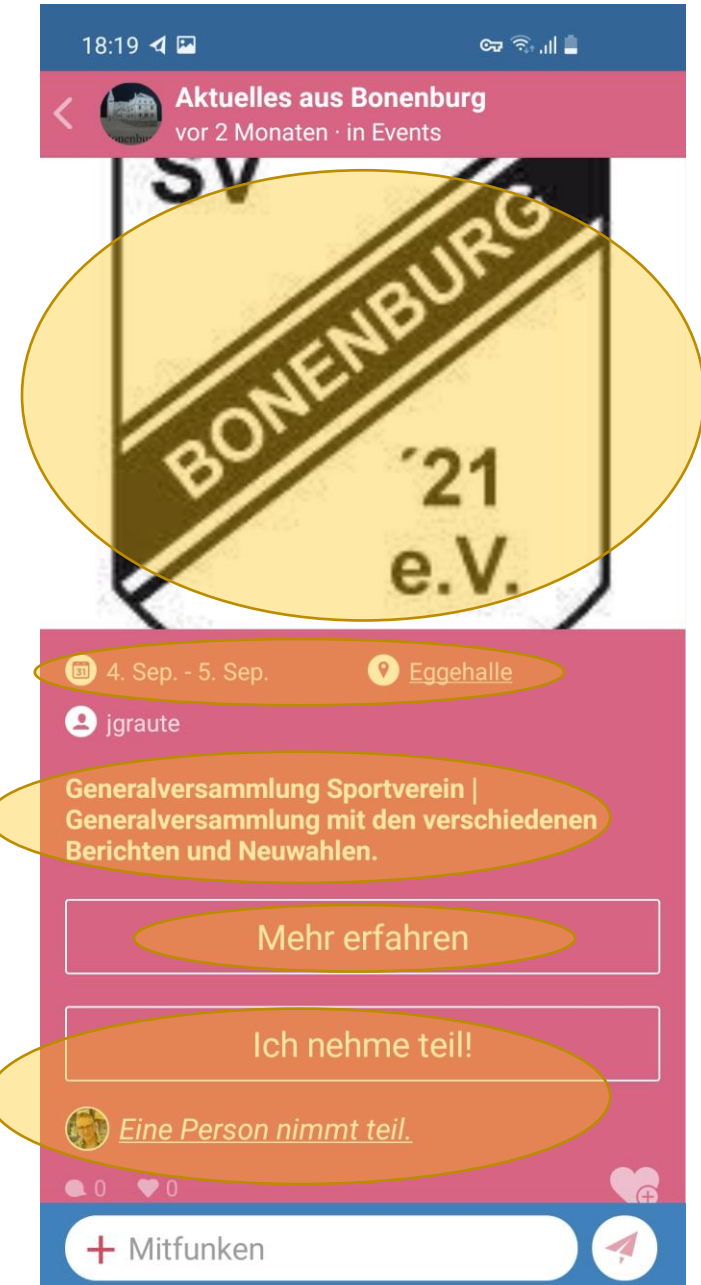 18:19
Aktuelles aus Bonenburg
vor 2 Monaten · in Events
SV
BONENBURG
´21
e.V.
4. Sep. - 5. Sep. Eggehalle
jgraute
Generalversammlung Sportverein |
Generalversammlung mit den verschiedenen
Berichten und Neuwahlen.
Mehr erfahren
Ich nehme teil!
Eine Person nimmt teil.
0 0
+ Mitfunken